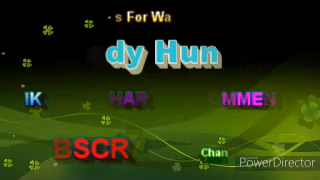 s For Wa
dy Hun
IK HAR MMEN
BSCR
Chan
PowerDirector